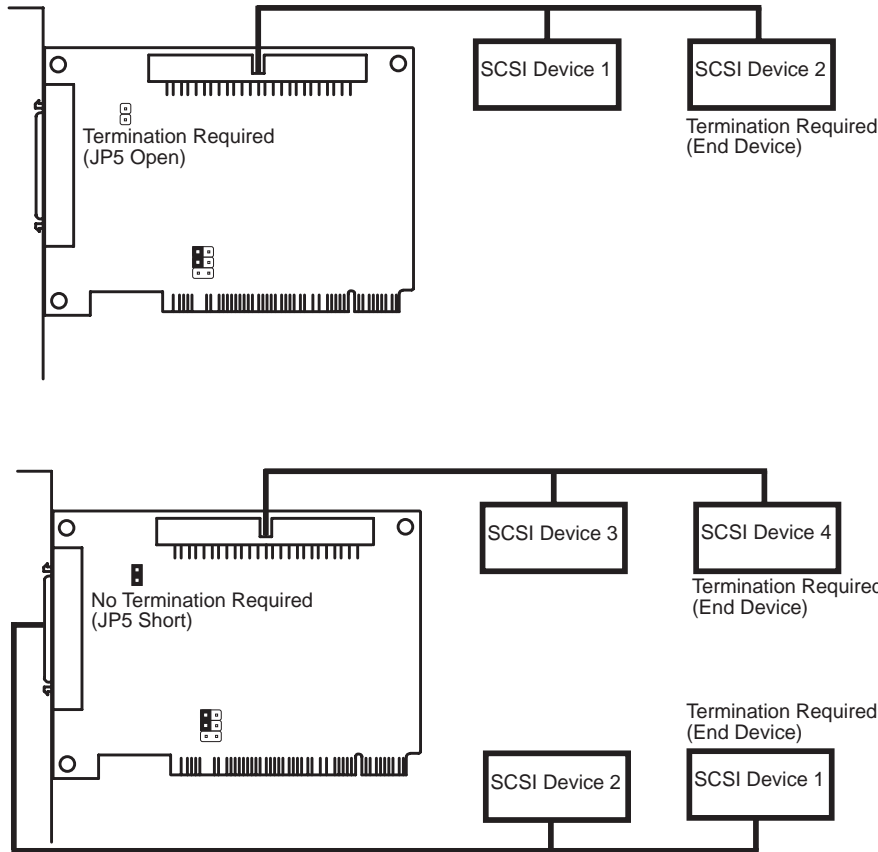 SCSI Device 1
SCSI Device 2
Termination Required
(End Device)
Termination Required
(JP5 Open)
SCSI Device 3
SCSI Device 4
Termination Required
(End Device)
No Termination Required
(JP5 Short)
Termination Required
(End Device)
SCSI Device 2
SCSI Device 1